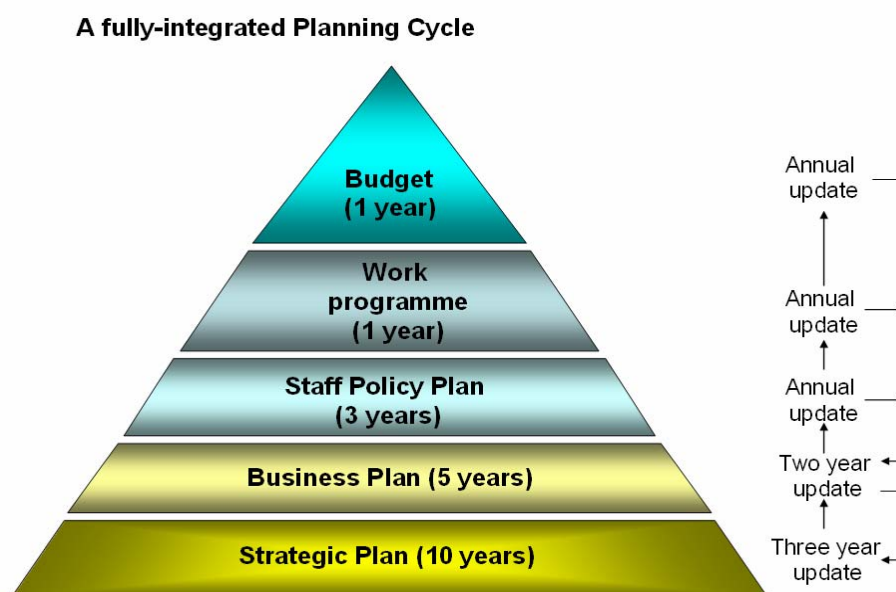 A fully-integrated Planning Cycle
Budget
(1 year)
Work
programme
(1 year)
Staff Policy Plan
(3 years)
Business Plan (5 years)
Strategic Plan (10 years)
Annual
update
Annual
update
Annual
update
Two year
update
Three year
update